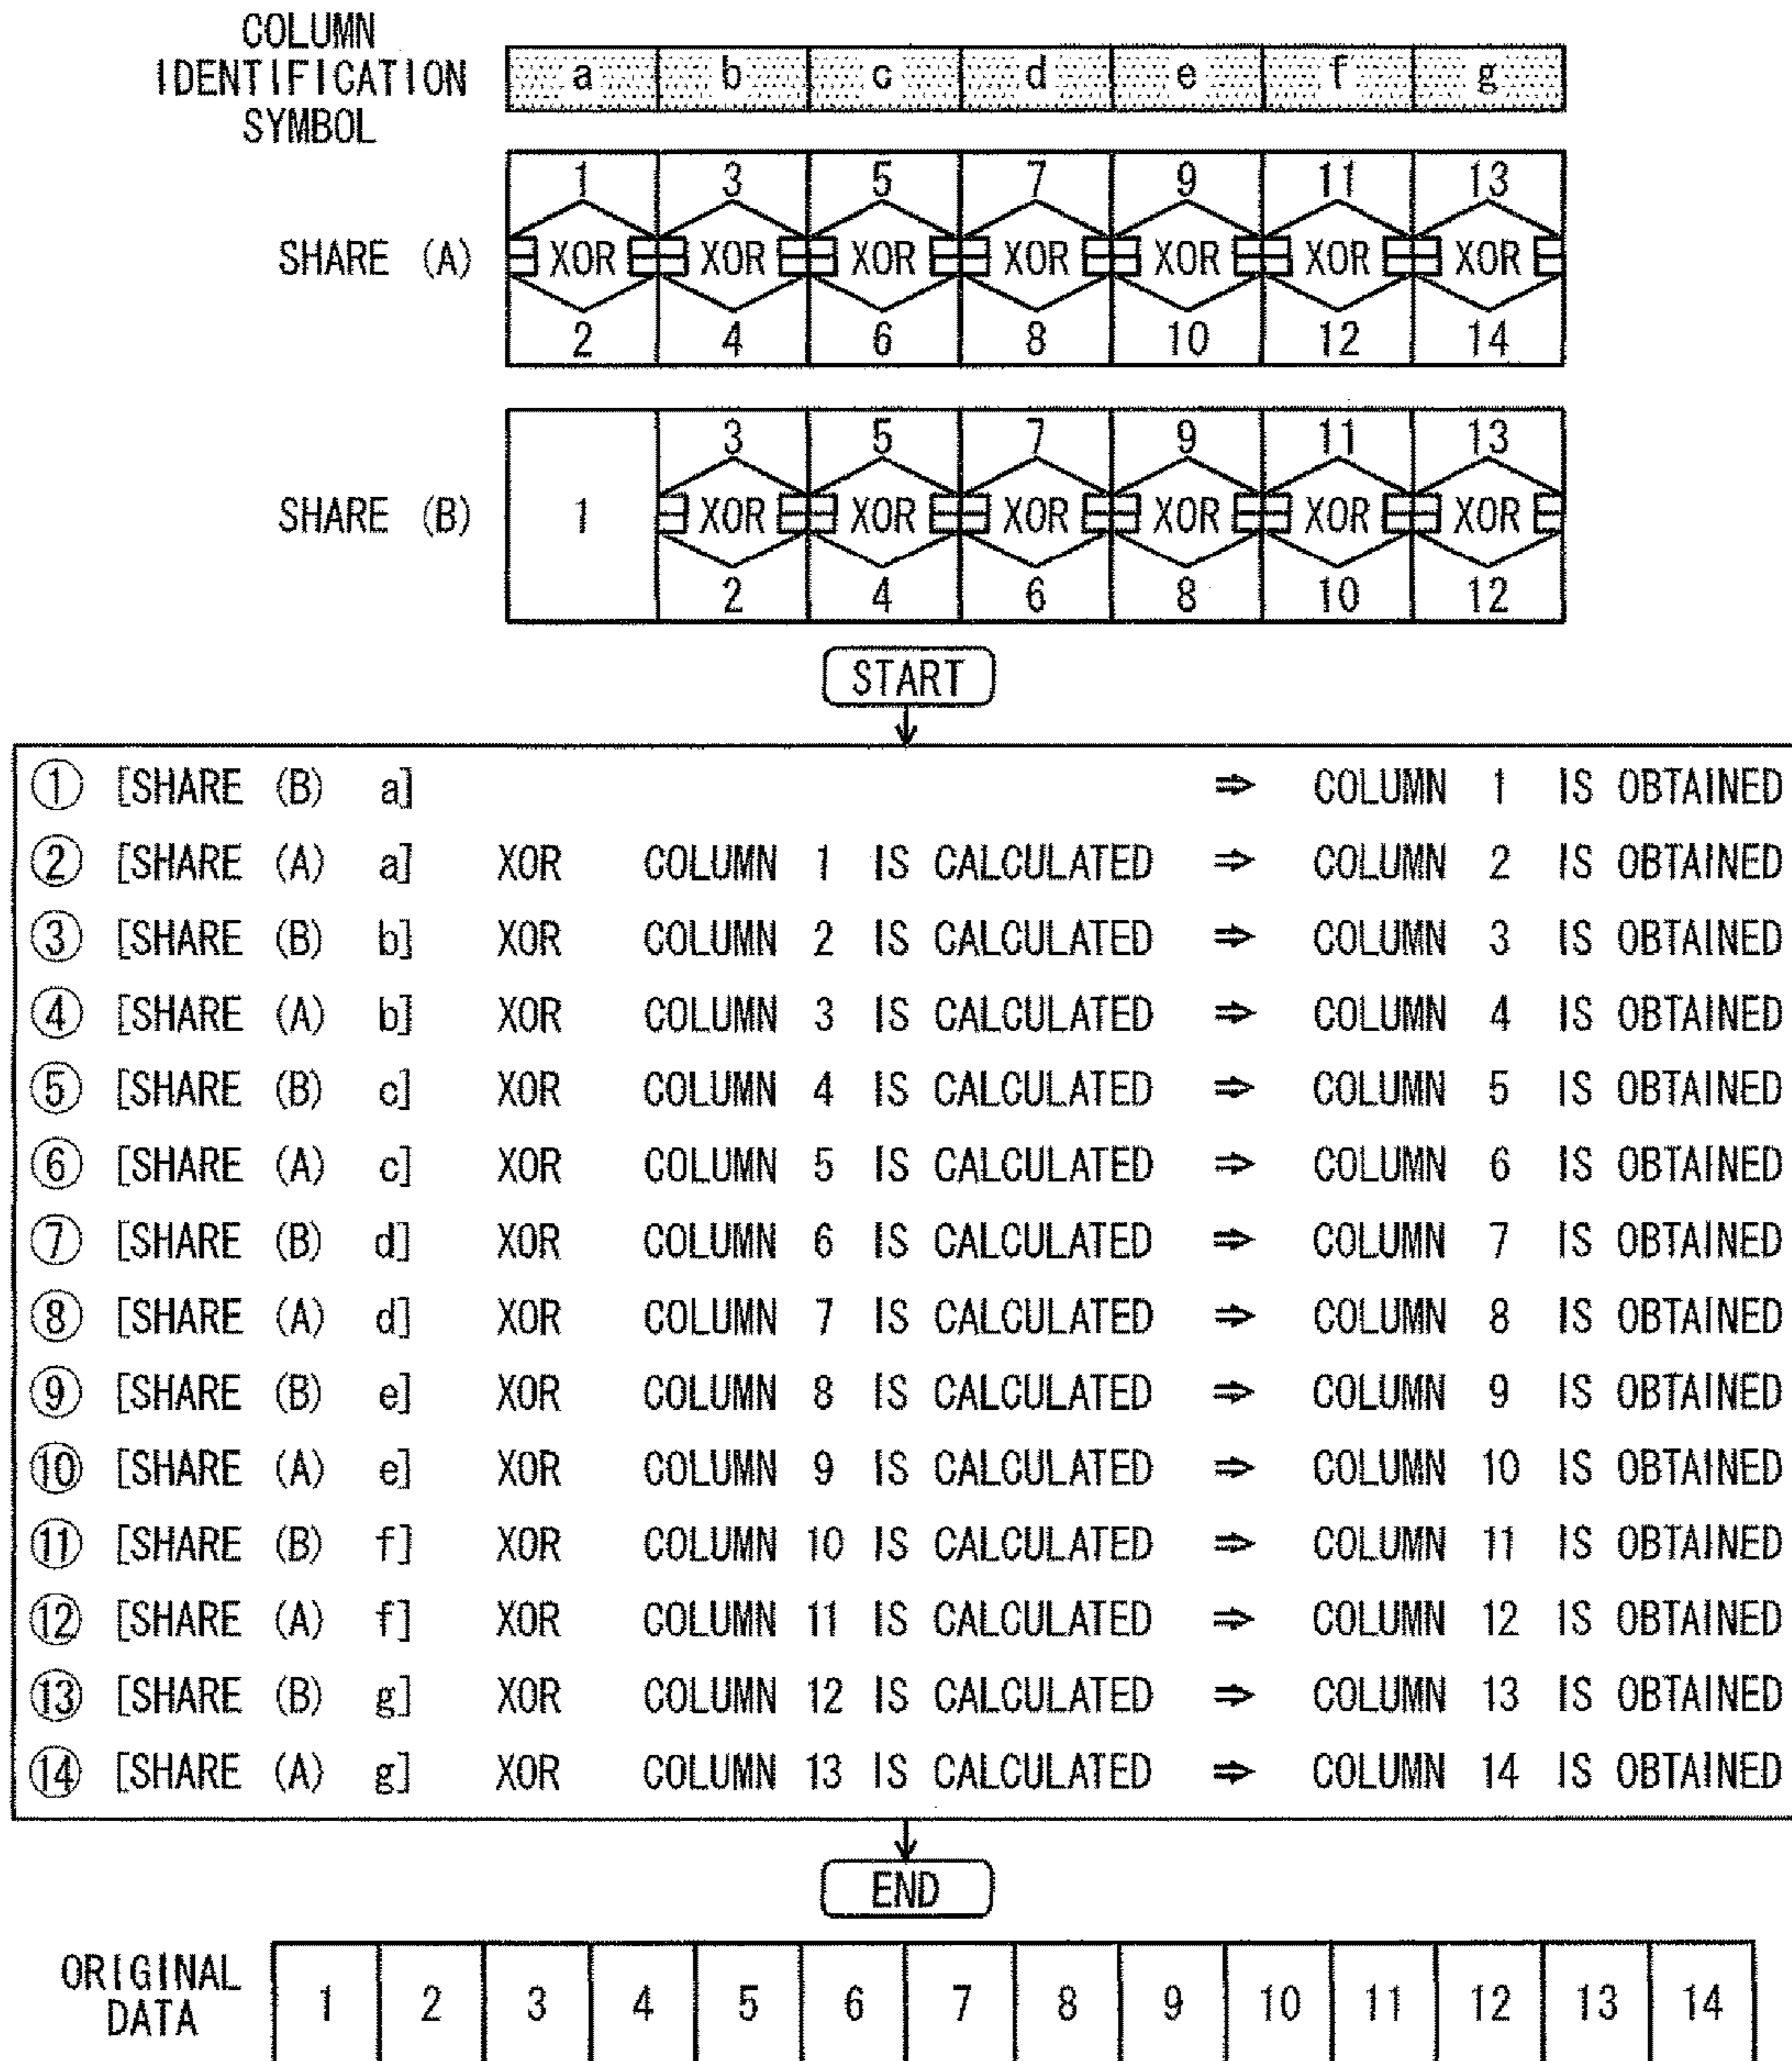 COLUMN
IDENTIFICATION
SYMBOL
a b c d e f g
1 3 5 7 9 11 13
SHARE (A) XOR XOR XOR XOR XOR XOR XOR
2 4 6 8 10 12 14
3 5 7 9 11 13
SHARE (B) 1 XOR XOR XOR XOR XOR XOR
2 4 6 8 10 12
START
① [SHARE (B) a] ⇒ COLUMN 1 IS OBTAINED
② [SHARE (A) a] XOR COLUMN 1 IS CALCULATED ⇒ COLUMN 2 IS OBTAINED
③ [SHARE (B) b] XOR COLUMN 2 IS CALCULATED ⇒ COLUMN 3 IS OBTAINED
④ [SHARE (A) b] XOR COLUMN 3 IS CALCULATED ⇒ COLUMN 4 IS OBTAINED
⑤ [SHARE (B) c] XOR COLUMN 4 IS CALCULATED ⇒ COLUMN 5 IS OBTAINED
⑥ [SHARE (A) c] XOR COLUMN 5 IS CALCULATED ⇒ COLUMN 6 IS OBTAINED
⑦ [SHARE (B) d] XOR COLUMN 6 IS CALCULATED ⇒ COLUMN 7 IS OBTAINED
⑧ [SHARE (A) d] XOR COLUMN 7 IS CALCULATED ⇒ COLUMN 8 IS OBTAINED
⑨ [SHARE (B) e] XOR COLUMN 8 IS CALCULATED ⇒ COLUMN 9 IS OBTAINED
⑩ [SHARE (A) e] XOR COLUMN 9 IS CALCULATED ⇒ COLUMN 10 IS OBTAINED
⑪ [SHARE (B) f] XOR COLUMN 10 IS CALCULATED ⇒ COLUMN 11 IS OBTAINED
⑫ [SHARE (A) f] XOR COLUMN 11 IS CALCULATED ⇒ COLUMN 12 IS OBTAINED
⑬ [SHARE (B) g] XOR COLUMN 12 IS CALCULATED ⇒ COLUMN 13 IS OBTAINED
⑭ [SHARE (A) g] XOR COLUMN 13 IS CALCULATED ⇒ COLUMN 14 IS OBTAINED
END
ORIGINAL
DATA
1 2 3 4 5 6 7 8 9 10 11 12 13 14